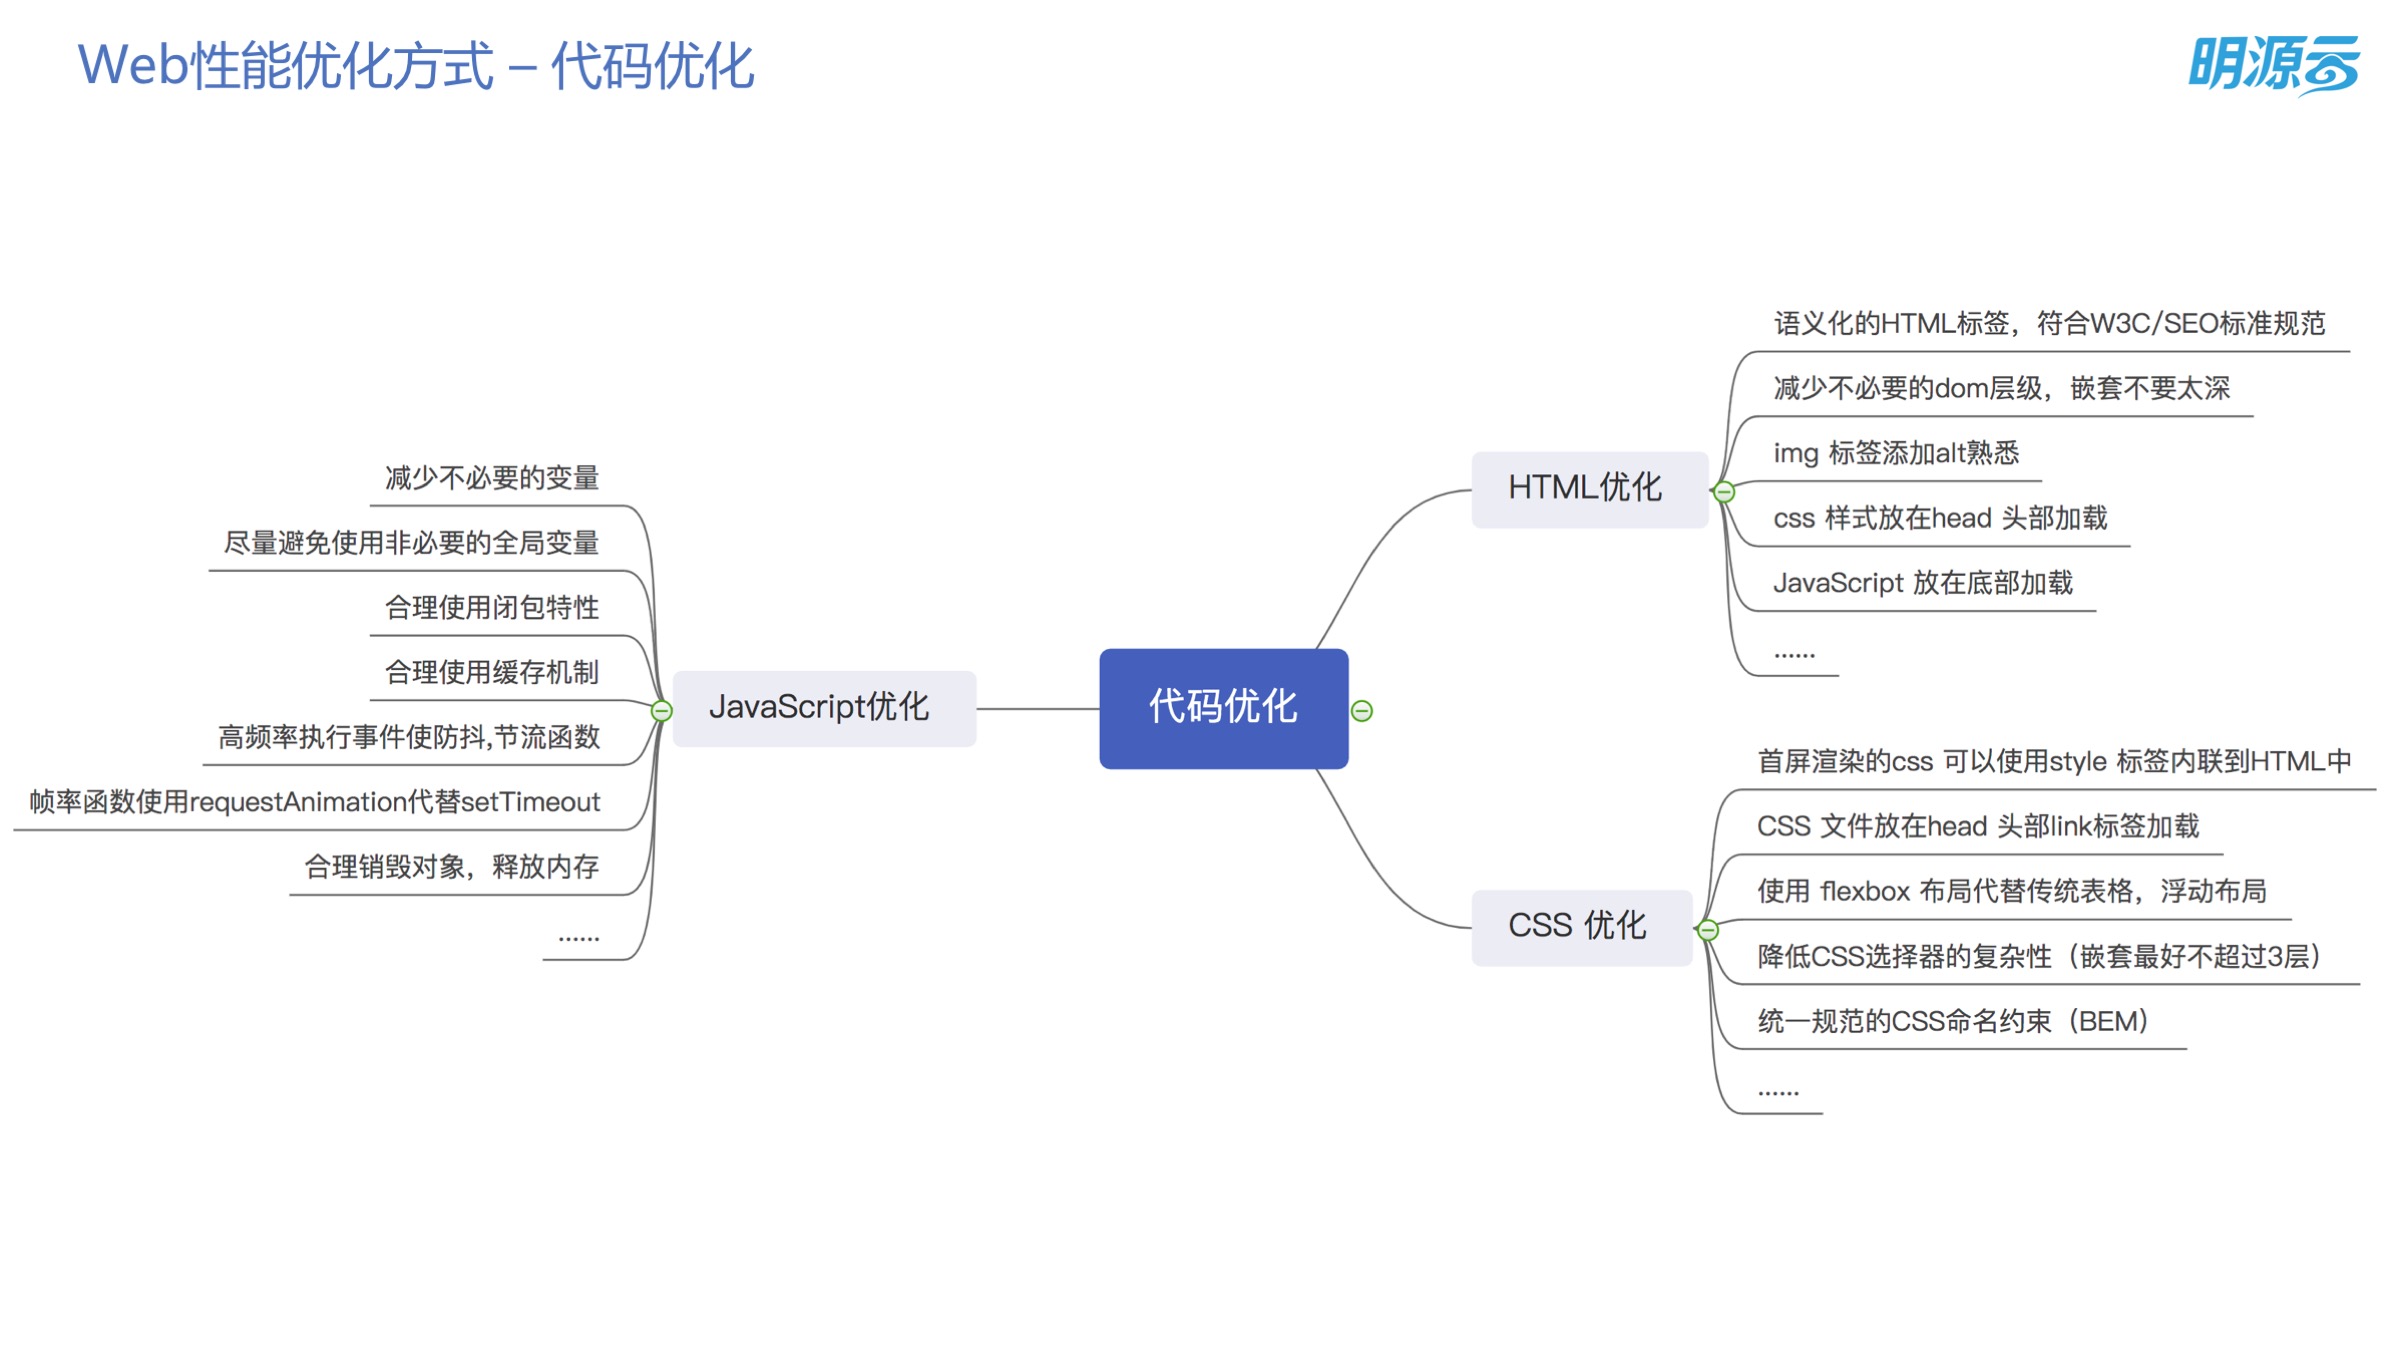 Web性能优化方式 – 代码优化
明源云
代码优化
HTML优化
语义化的HTML标签，符合W3C/SEO标准规范
减少不必要的dom层级，嵌套不要太深
img 标签添加alt熟悉
css 样式放在head 头部加载
JavaScript 放在底部加载
......
CSS 优化
首屏渲染的css 可以使用style 标签内联到HTML中
CSS 文件放在head 头部link标签加载
使用 flexbox 布局代替传统表格，浮动布局
降低CSS选择器的复杂性（嵌套最好不超过3层）
统一规范的CSS命名约束（BEM）
......
JavaScript优化
减少不必要的变量
尽量避免使用非必要的全局变量
合理使用闭包特性
合理使用缓存机制
高频率执行事件使防抖,节流函数
帧率函数使用requestAnimation代替setTimeout
合理销毁对象，释放内存
......